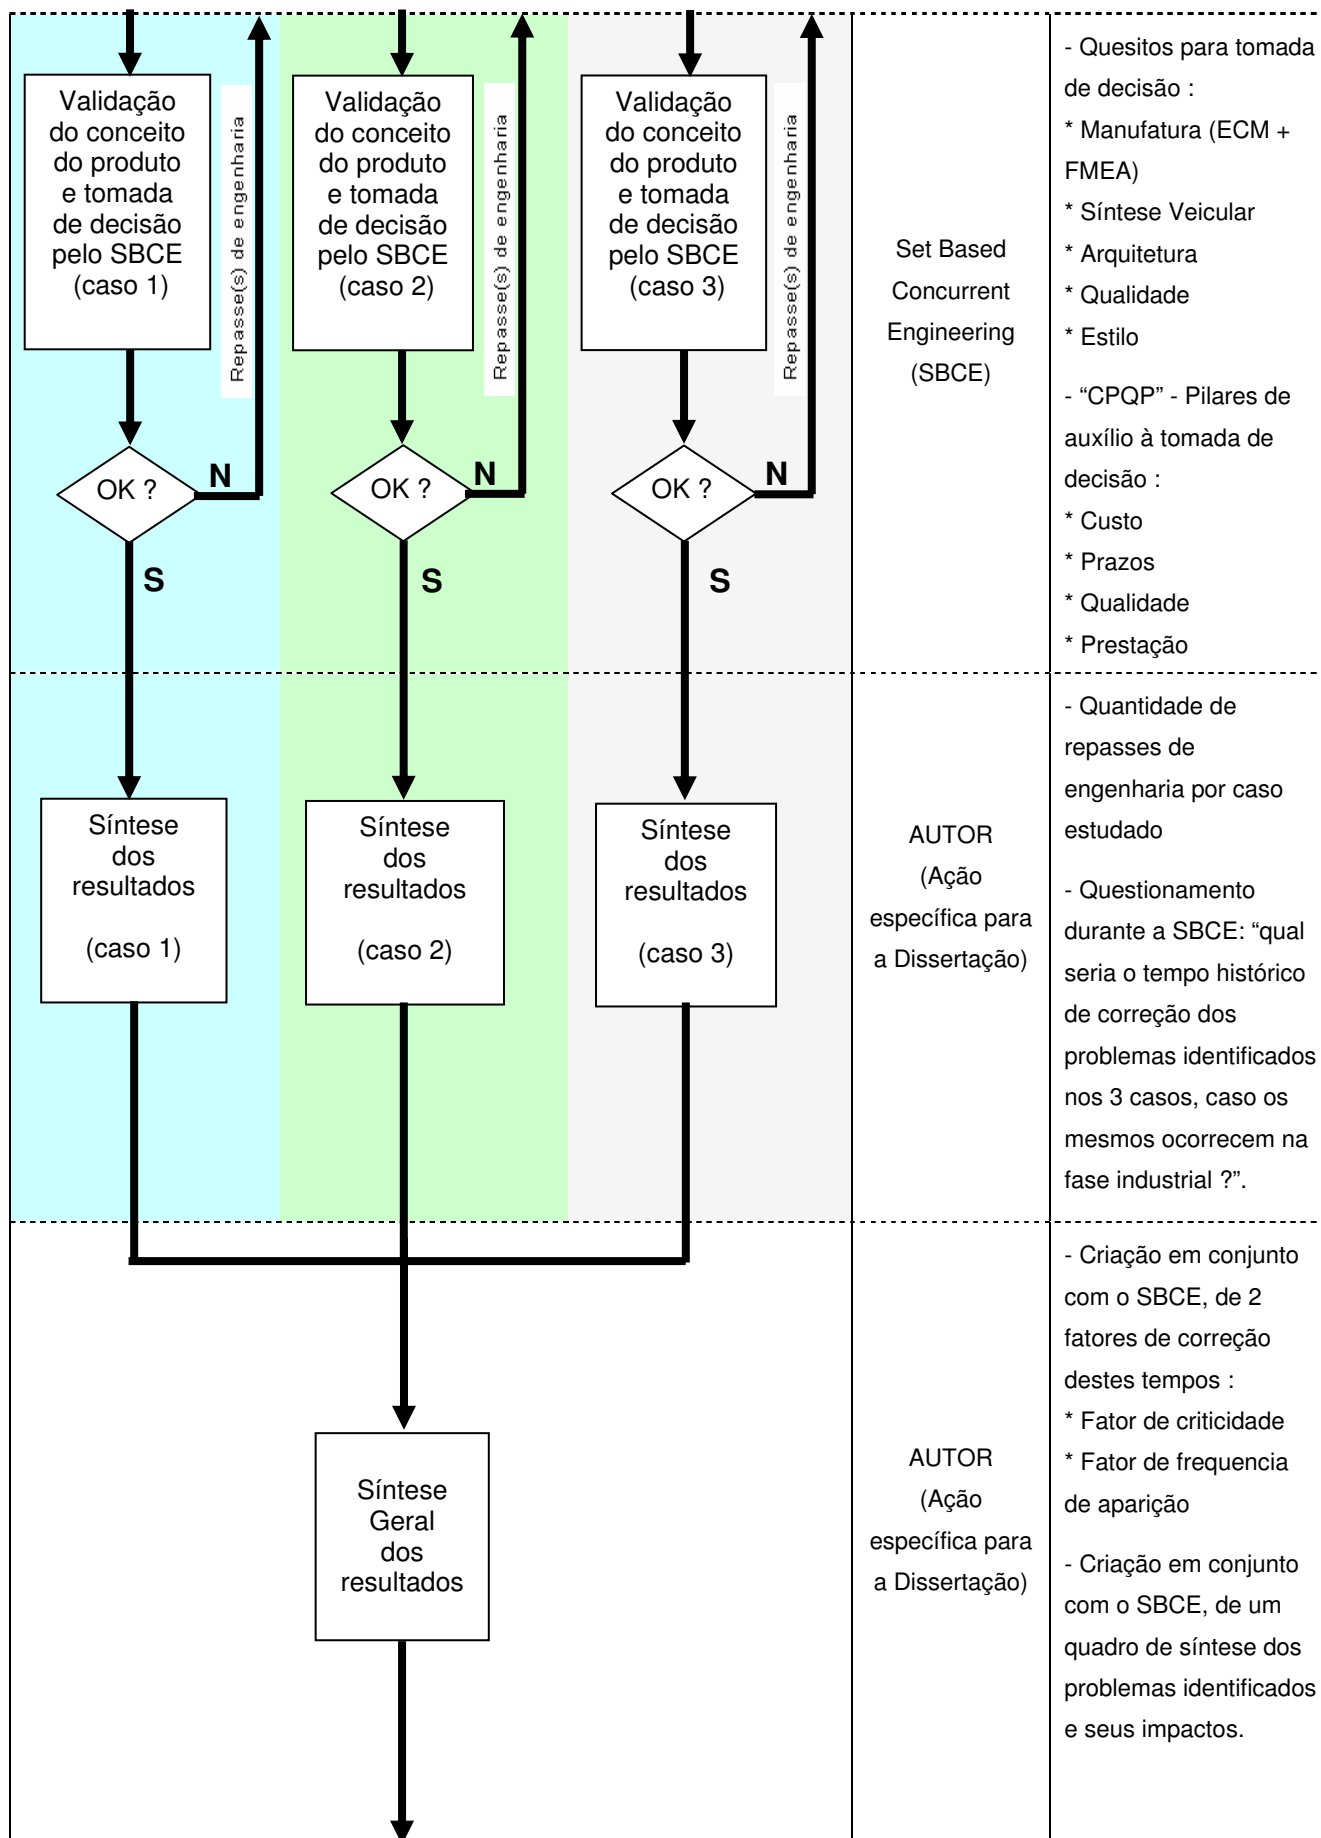 Validação
do conceito
do produto
e tomada
de decisão
pelo SBCE
(caso 1)
Repasse(s) de engenharia
Validação
do conceito
do produto
e tomada
de decisão
pelo SBCE
(caso 2)
Repasse(s) de engenharia
Validação
do conceito
do produto
e tomada
de decisão
pelo SBCE
(caso 3)
Repasse(s) de engenharia
OK ?
N
S
OK ?
N
S
OK ?
N
S
Set Based
Concurrent
Engineering
(SBCE)
- Quesitos para tomada
de decisão :
* Manufatura (ECM +
FMEA)
* Síntese Veicular
* Arquitetura
* Qualidade
* Estilo
- “CPQP” - Pilares de
auxílio à tomada de
decisão :
* Custo
* Prazos
* Qualidade
* Prestação
Síntese
dos
resultados
(caso 1)
Síntese
dos
resultados
(caso 2)
Síntese
dos
resultados
(caso 3)
AUTOR
(Ação
específica para
a Dissertação)
- Quantidade de
repasses de
engenharia por caso
estudado
- Questionamento
durante a SBCE: “qual
seria o tempo histórico
de correção dos
problemas identificados
nos 3 casos, caso os
mesmos ocorrecem na
fase industrial ?”.
Síntese
Geral
dos
resultados
AUTOR
(Ação
específica para
a Dissertação)
- Criação em conjunto
com o SBCE, de 2
fatores de correção
destes tempos :
* Fator de criticidade
* Fator de frequencia
de aparição
- Criação em conjunto
com o SBCE, de um
quadro de síntese dos
problemas identificados
e seus impactos.